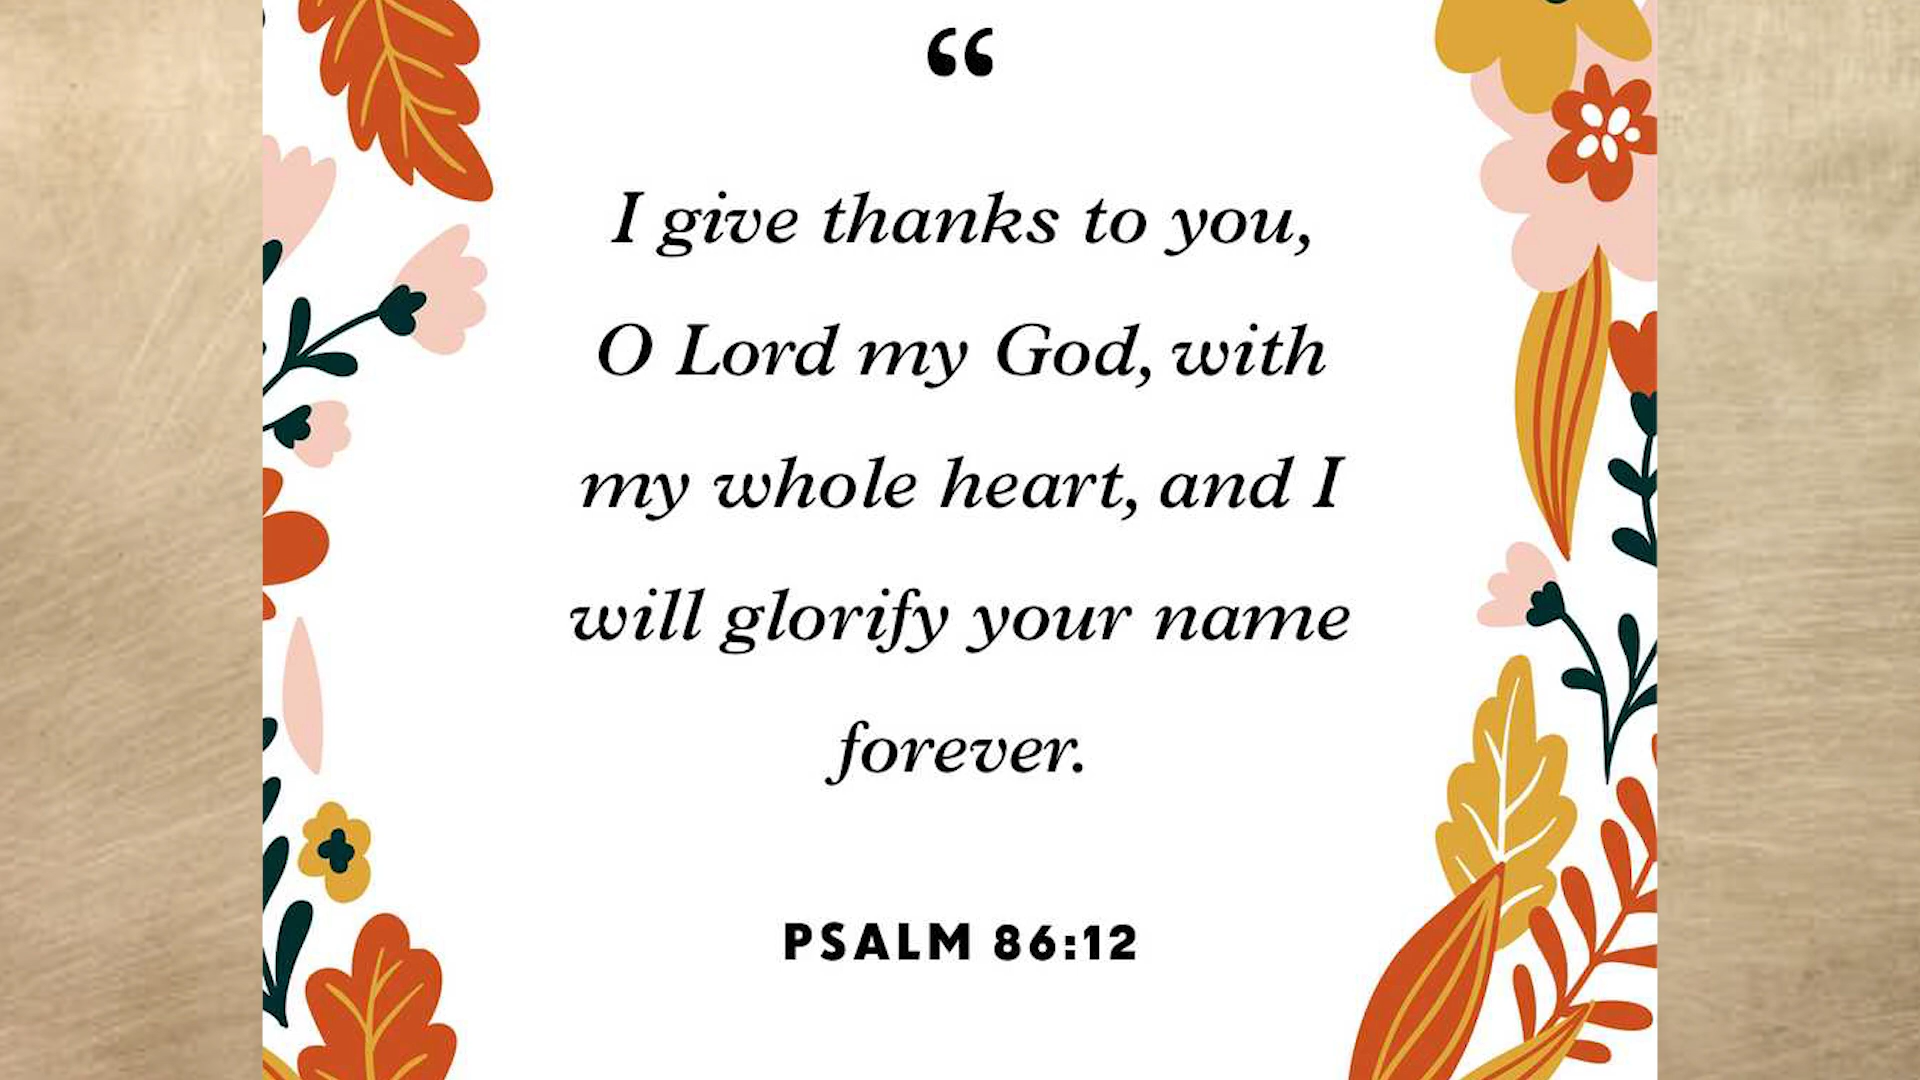 “
I give thanks to you,
O Lord my God, with
my whole heart, and I
will glorify your name
forever.
PSALM 86:12